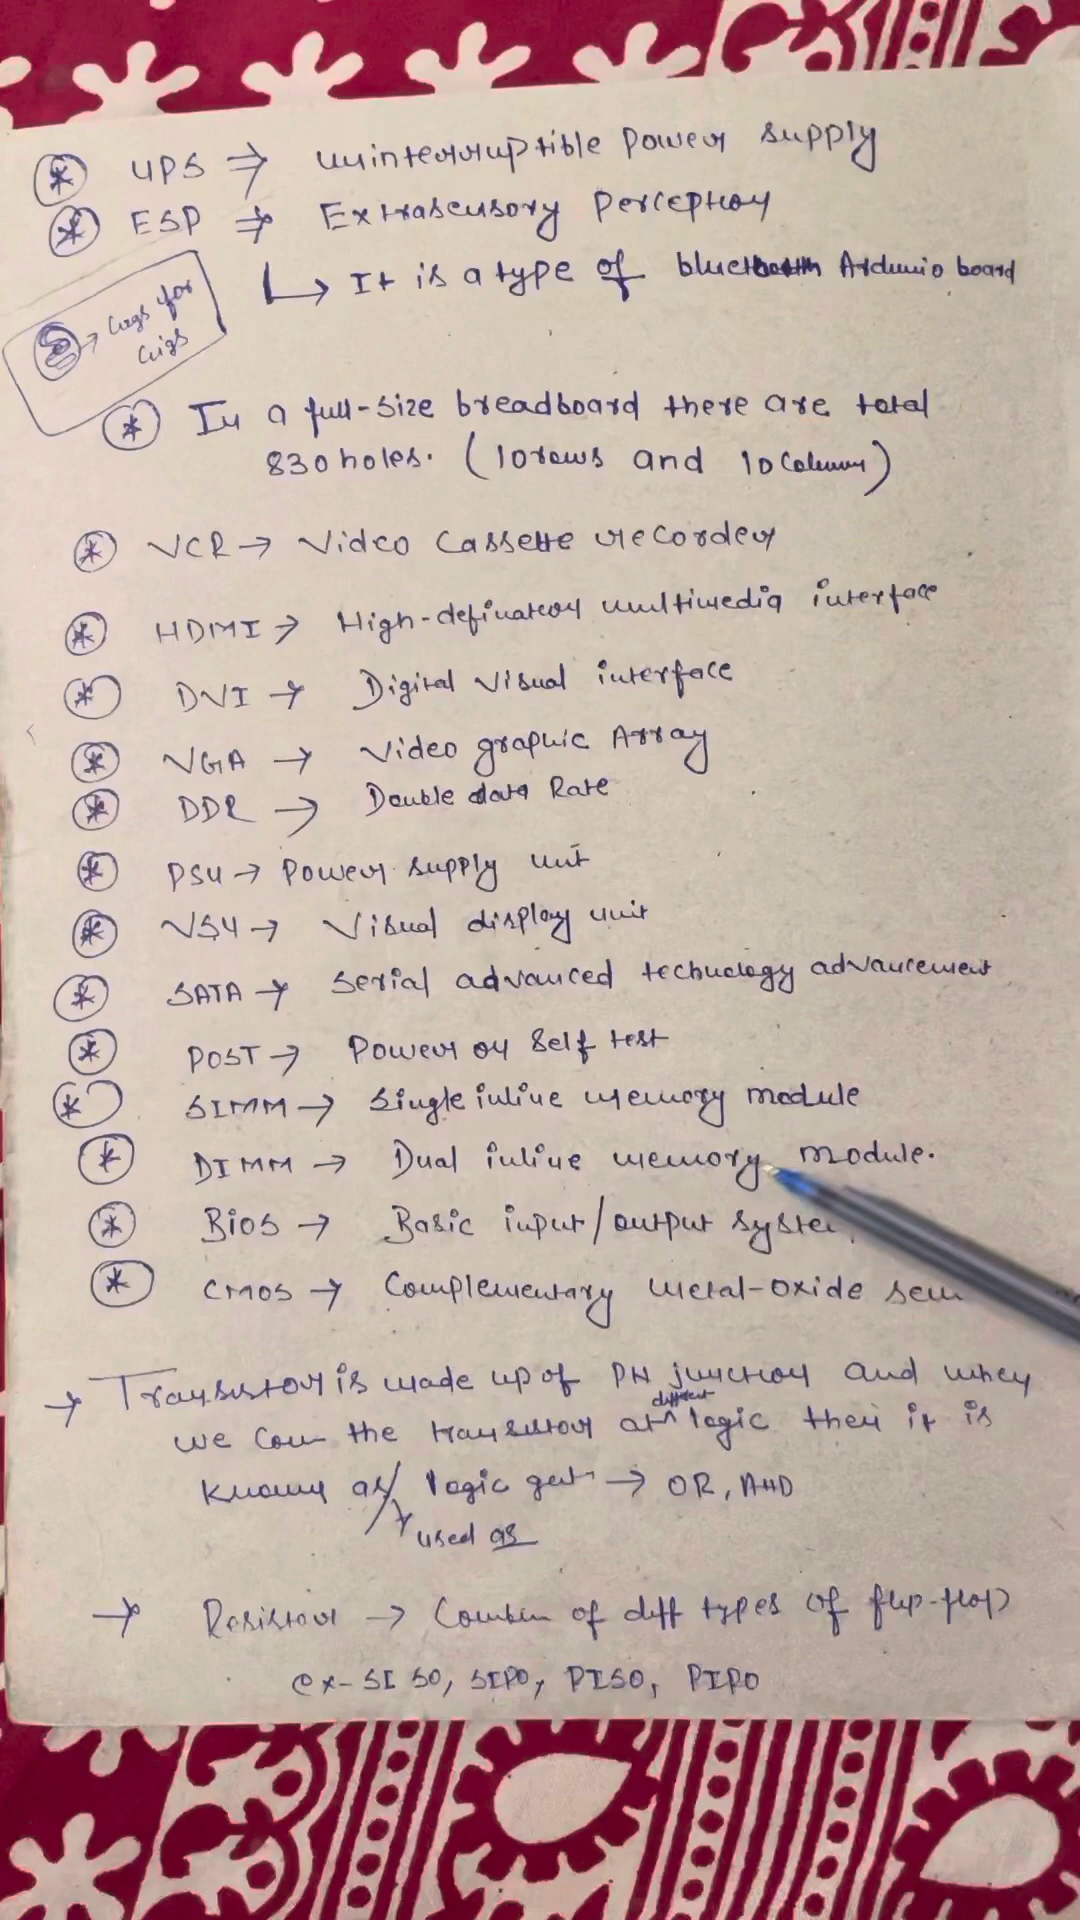 UPS → Uninterruptible Power supply
ESP → Extrasensory perception
↳ It is a type of bluetooth Arduino board
→ for
* In a full-size breadboard there are total
830 holes. (10 rows and 10 column)
* VCR → Video Cassette recorder
* HDMI → High-defination multimedia interface
* DVI → Digital Visual interface
* VGA → Video graphic Array
* DDR → Double data Rate
* PSU → Power supply unit
* VSU → Visual display unit
* SATA → Serial advanced technology advancement
* POST → Power on Self test
* SIMM → Single inline memory module
* DIMM → Dual inline memory module.
* BIOS → Basic input/output syste
* CMOS → Complementary metal-oxide sem
→ Transistor is made up of PN junction and when
we con the transistor at different logic then it is
known as logic gate → OR, AND
used as
→ Resistor → Combin of diff types of flip-flop
ex- SISO, SIPO, PISO, PIPO